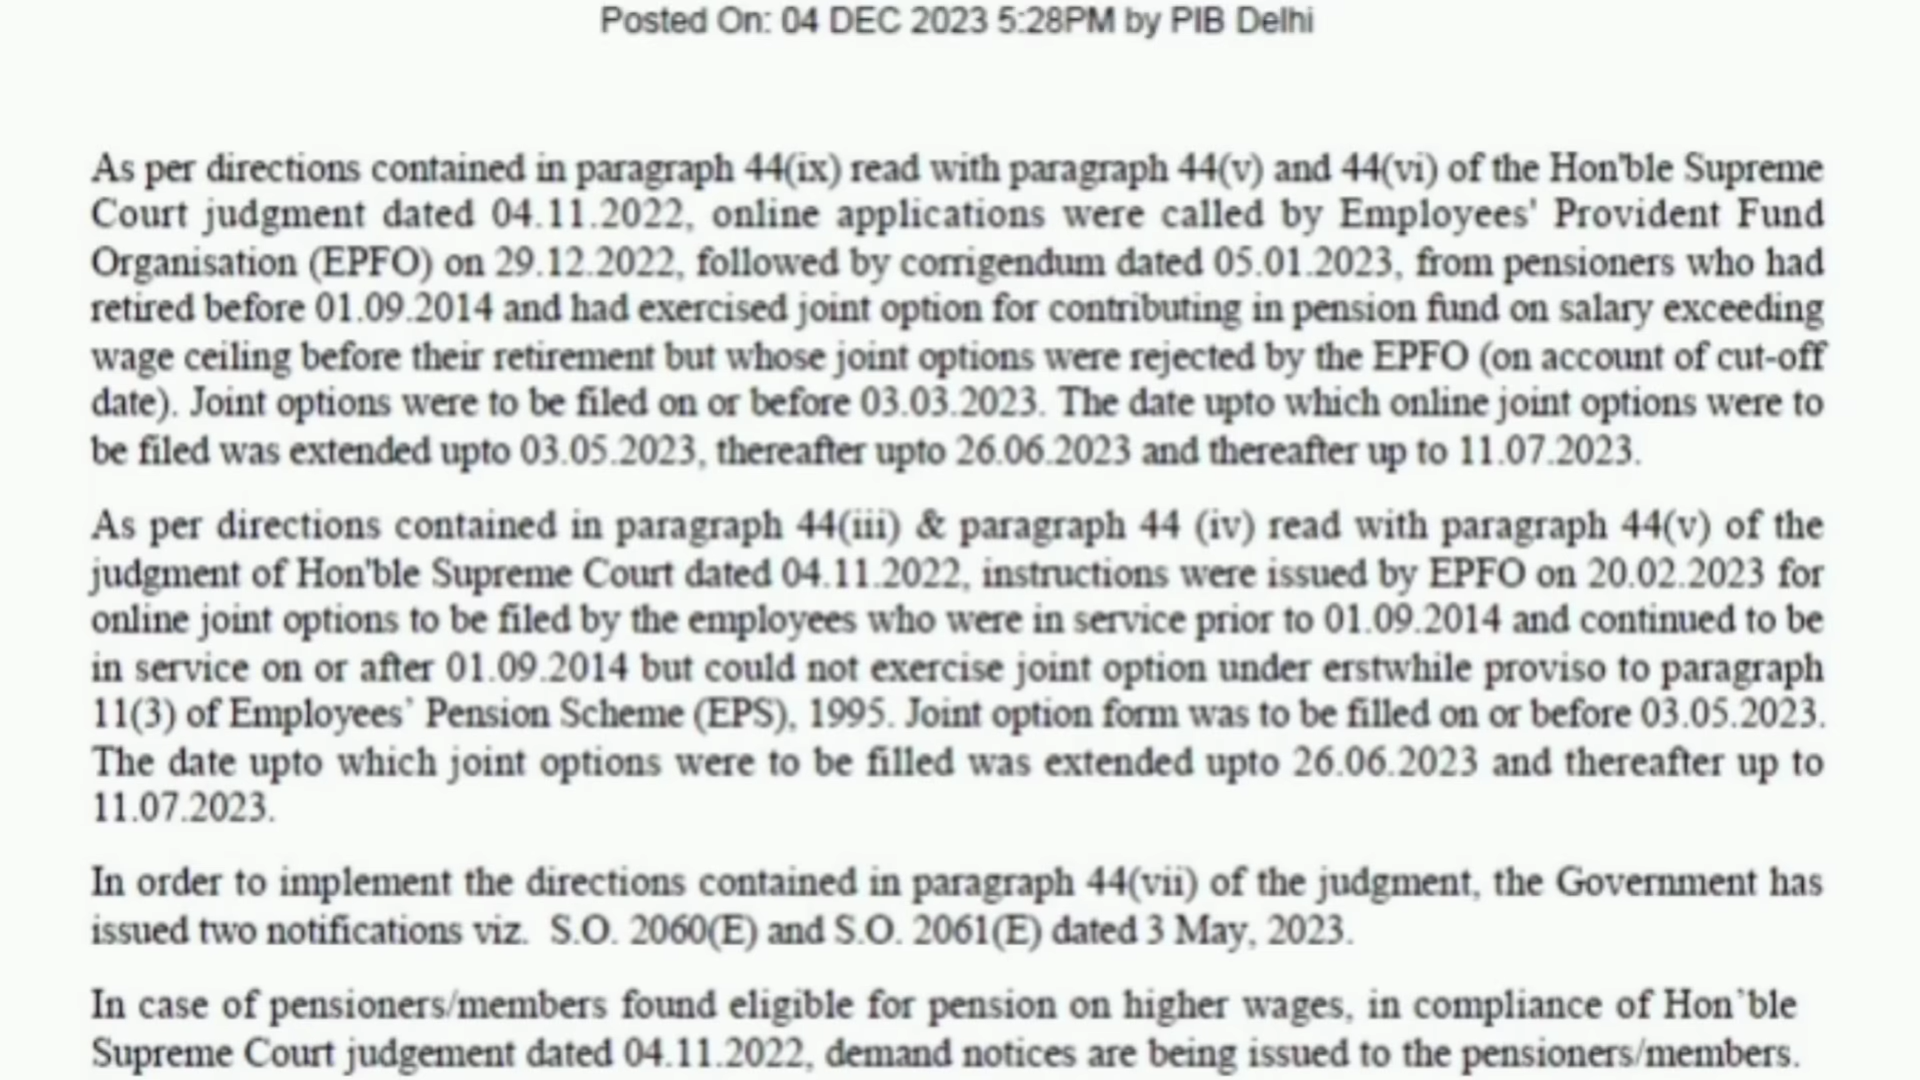 Posted On: 04 DEC 2023 5:28PM by PIB Delhi
As per directions contained in paragraph 44(ix) read with paragraph 44(v) and 44(vi) of the Hon'ble Supreme
Court judgment dated 04.11.2022, online applications were called by Employees' Provident Fund
Organisation (EPFO) on 29.12.2022, followed by corrigendum dated 05.01.2023, from pensioners who had
retired before 01.09.2014 and had exercised joint option for contributing in pension fund on salary exceeding
wage ceiling before their retirement but whose joint options were rejected by the EPFO (on account of cut-off
date). Joint options were to be filed on or before 03.03.2023. The date upto which online joint options were to
be filed was extended upto 03.05.2023, thereafter upto 26.06.2023 and thereafter up to 11.07.2023.
As per directions contained in paragraph 44(iii) & paragraph 44 (iv) read with paragraph 44(v) of the
judgment of Hon'ble Supreme Court dated 04.11.2022, instructions were issued by EPFO on 20.02.2023 for
online joint options to be filed by the employees who were in service prior to 01.09.2014 and continued to be
in service on or after 01.09.2014 but could not exercise joint option under erstwhile proviso to paragraph
11(3) of Employees` Pension Scheme (EPS), 1995. Joint option form was to be filled on or before 03.05.2023.
The date upto which joint options were to be filled was extended upto 26.06.2023 and thereafter up to
11.07.2023.
In order to implement the directions contained in paragraph 44(vii) of the judgment, the Government has
issued two notifications viz.  S.O. 2060(E) and S.O. 2061(E) dated 3 May, 2023.
In case of pensioners/members found eligible for pension on higher wages, in compliance of Hon`ble
Supreme Court judgement dated 04.11.2022, demand notices are being issued to the pensioners/members.